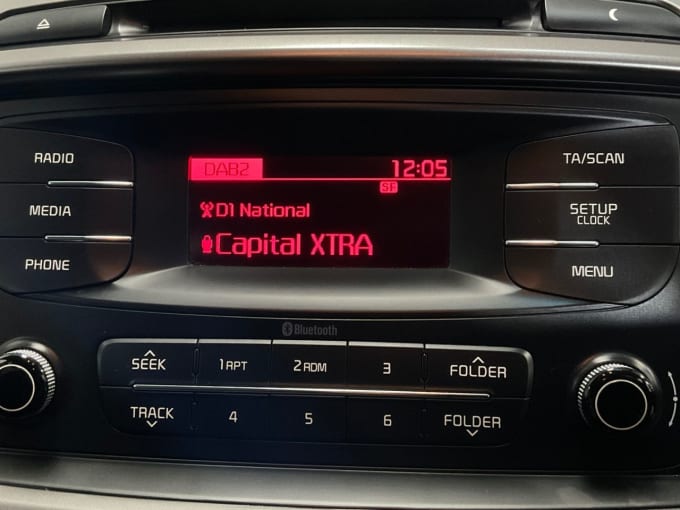 DAB2 12:05
SF
D1 National
Capital XTRA
RADIO
MEDIA
PHONE
TA/SCAN
SETUP
CLOCK
MENU
Bluetooth
SEEK 1 RPT 2 RDM 3 FOLDER
TRACK 4 5 6 FOLDER